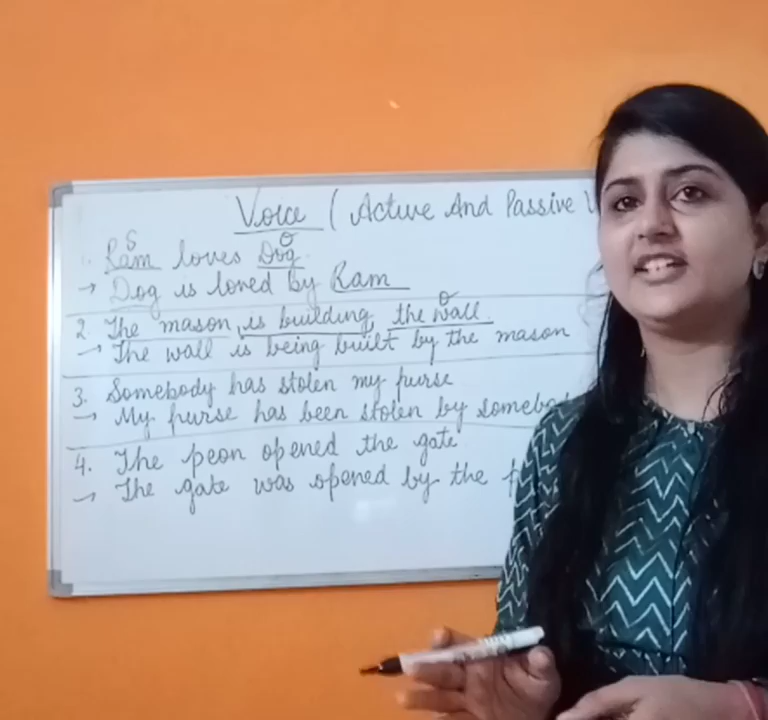 Voice (Active And Passive
S O
1. Ram loves Dog.
→ Dog is loved by Ram
O
2. The mason is building the wall.
→ The wall is being built by the mason
3. Somebody has stolen my purse
→ My purse has been stolen by
4. The peon opened the gate
→ The gate was opened by the